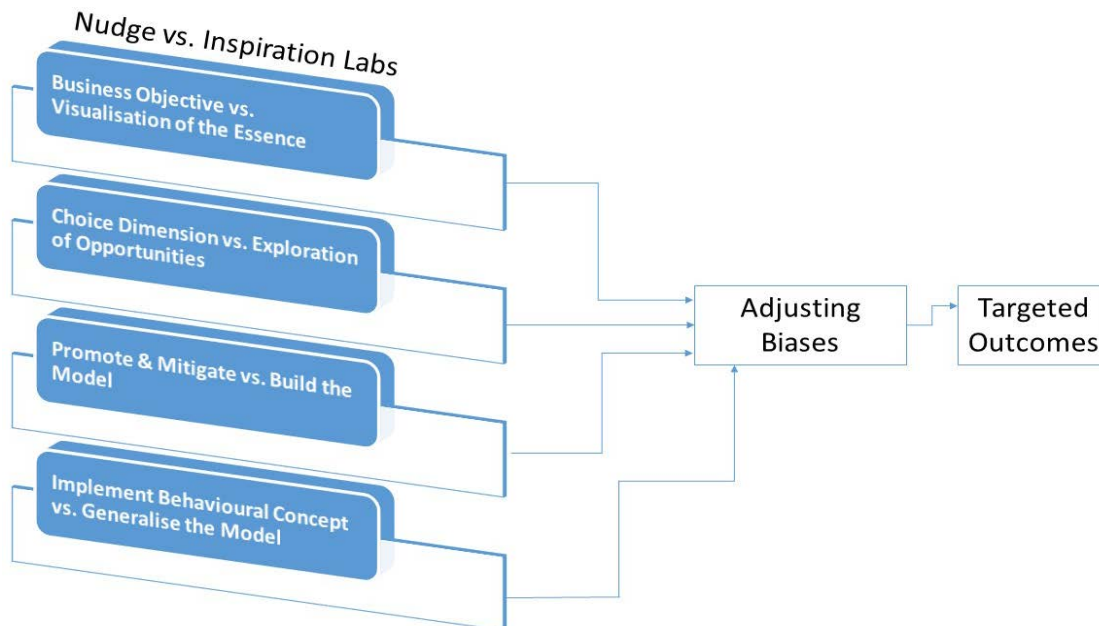 Nudge vs. Inspiration Labs
Business Objective vs.
Visualisation of the Essence
Choice Dimension vs. Exploration
of Opportunities
Promote & Mitigate vs. Build the
Model
Implement Behavioural Concept
vs. Generalise the Model
Adjusting
Biases
Targeted
Outcomes